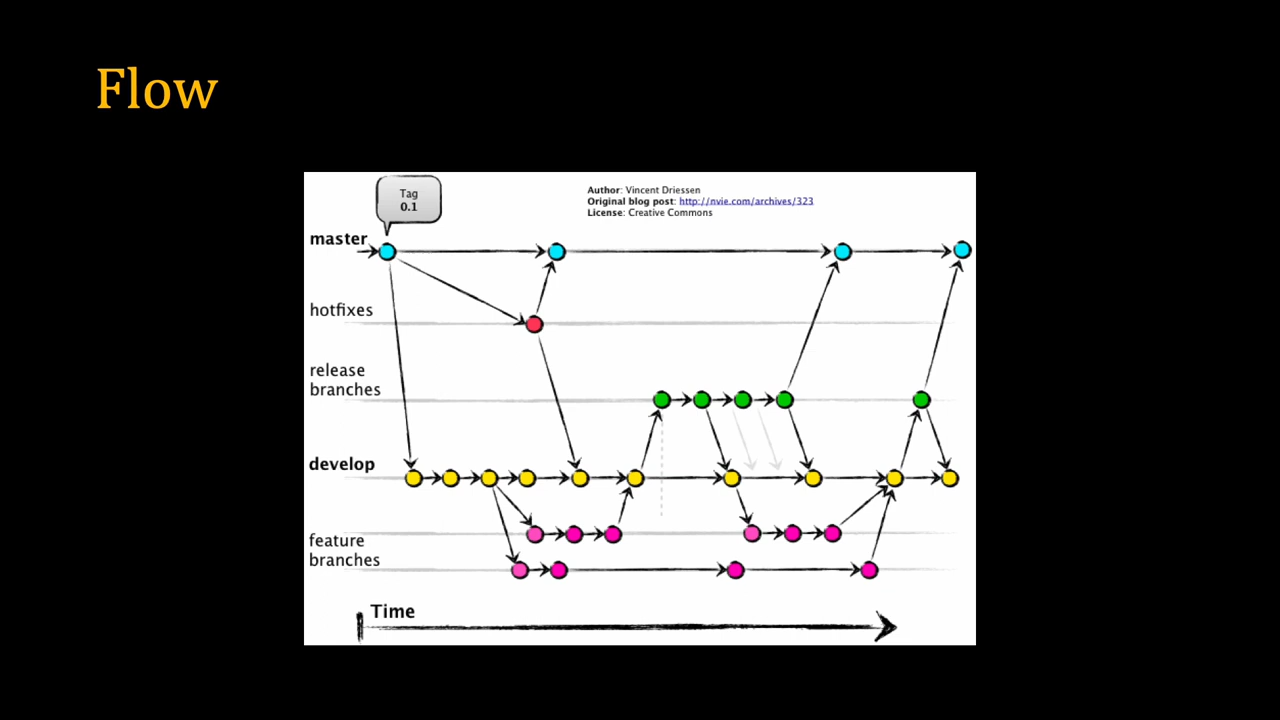 Flow
Tag
0.1
Author: Vincent Driessen
Original blog post: http://nvie.com/archives/323
License: Creative Commons
master
hotfixes
release
branches
develop
feature
branches
Time